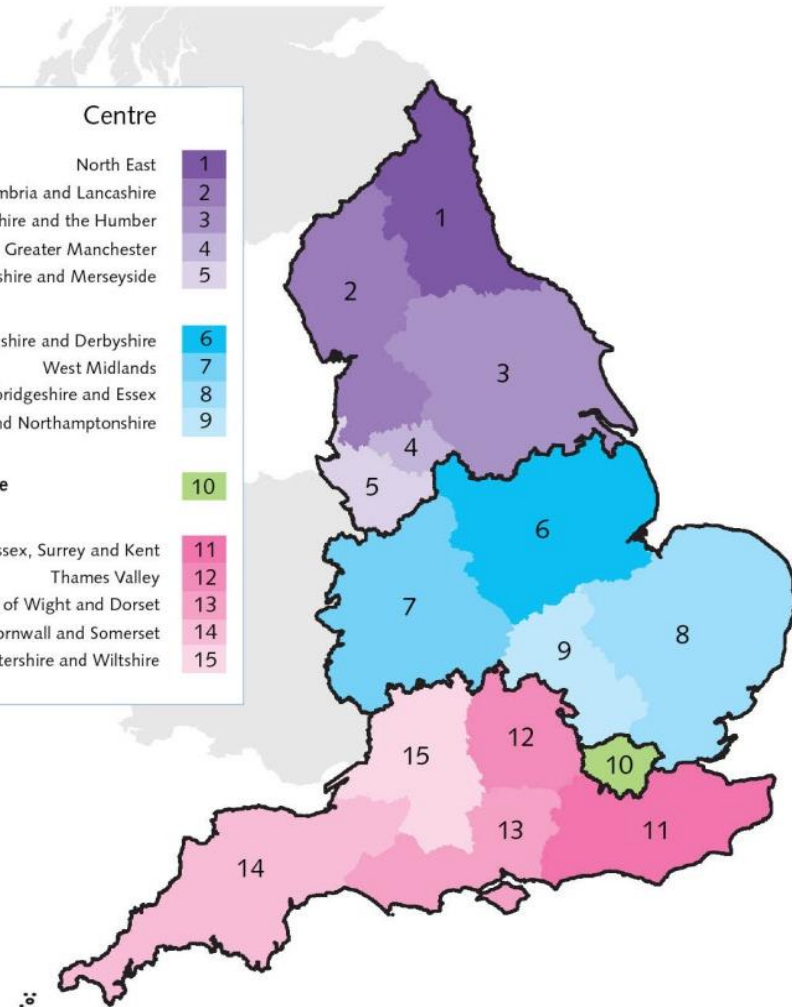 Centre
North East 1
mbria and Lancashire 2
hire and the Humber 3
Greater Manchester 4
shire and Merseyside 5
shire and Derbyshire 6
West Midlands 7
bridgeshire and Essex 8
nd Northamptonshire 9
e 10
ssex, Surrey and Kent 11
Thames Valley 12
of Wight and Dorset 13
ornwall and Somerset 14
tershire and Wiltshire 15
1
2
3
4
5
6
7
8
9
10
11
12
13
14
15